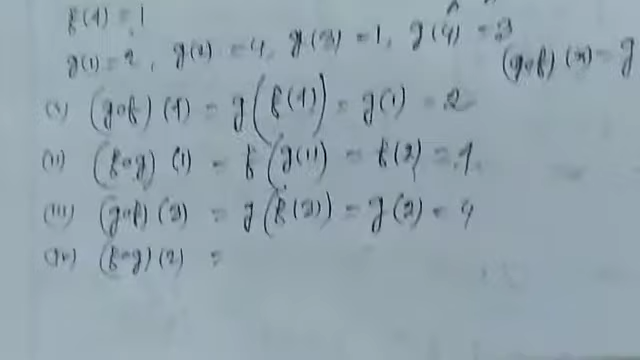 f(1) = 1
g(1) = 2, g(2) = 4, g(3) = 1, g(4) = 3
(gof)(x) = g
(i) (gof)(1) = g(f(1)) = g(1) = 2
(ii) (fog)(1) = f(g(1)) = f(2) = 1.
(iii) (gof)(3) = g(f(3)) = g(2) = 4
(iv) (fog)(2) =